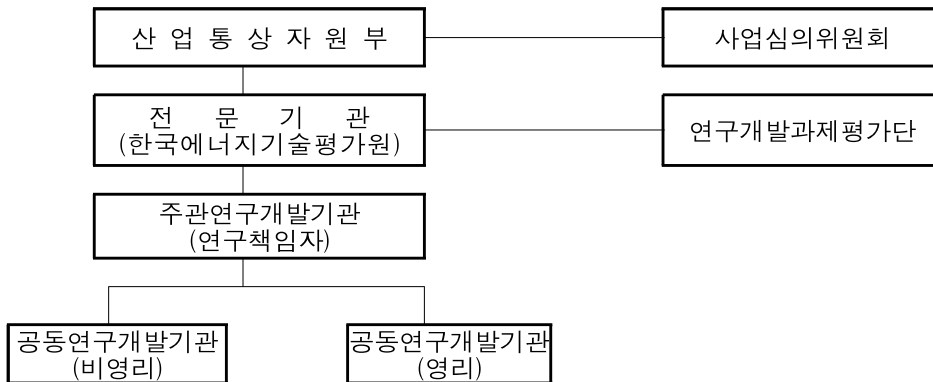 산 업 통 상 자 원 부
사업심의위원회
전 문 기 관
(한국에너지기술평가원)
연구개발과제평가단
주관연구개발기관
(연구책임자)
공동연구개발기관
(비영리)
공동연구개발기관
(영리)